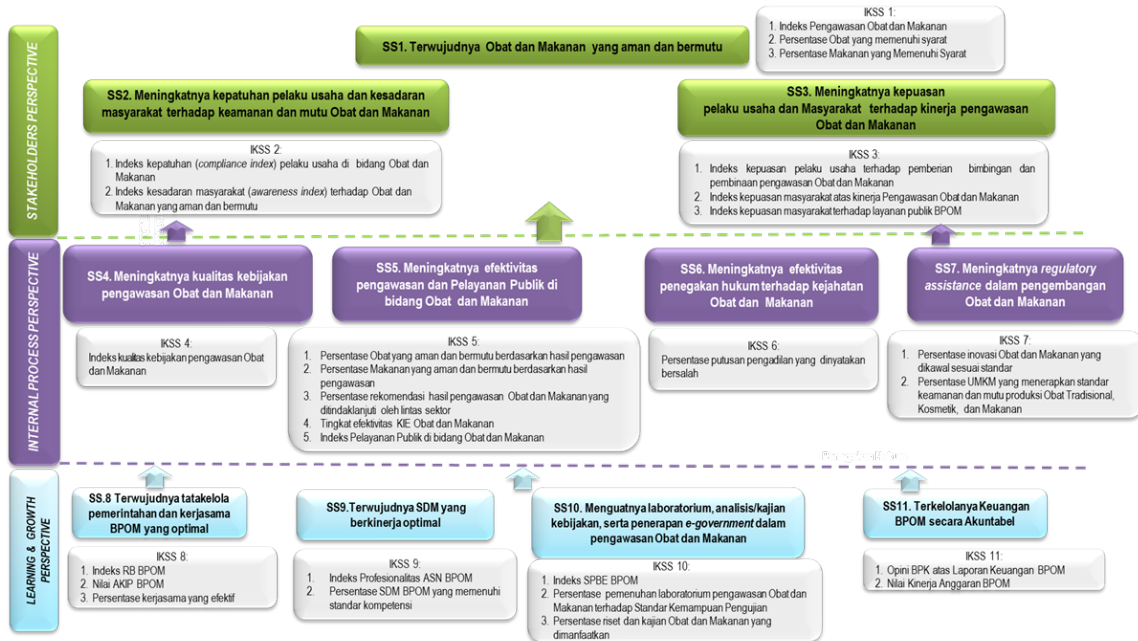 STAKEHOLDERS PERSPECTIVE
SS1. Terwujudnya Obat dan Makanan yang aman dan bermutu
IKSS 1:
1. Indeks Pengawasan Obat dan Makanan
2. Persentase Obat yang memenuhi syarat
3. Persentase Makanan yang Memenuhi Syarat
SS2. Meningkatnya kepatuhan pelaku usaha dan kesadaran
masyarakat terhadap keamanan dan mutu Obat dan Makanan
IKSS 2:
1. Indeks kepatuhan (compliance index) pelaku usaha di bidang Obat dan
Makanan
2. Indeks kesadaran masyarakat (awareness index) terhadap Obat dan
Makanan yang aman dan bermutu
SS3. Meningkatnya kepuasan
pelaku usaha dan Masyarakat terhadap kinerja pengawasan
Obat dan Makanan
IKSS 3:
1. Indeks kepuasan pelaku usaha terhadap pemberian bimbingan dan
pembinaan pengawasan Obat dan Makanan
2. Indeks kepuasan masyarakat atas kinerja Pengawasan Obat dan Makanan
3. Indeks kepuasan masyarakat terhadap layanan publik BPOM
INTERNAL PROCESS PERSPECTIVE
SS4. Meningkatnya kualitas kebijakan
pengawasan Obat dan Makanan
IKSS 4:
Indeks kualitas kebijakan pengawasan Obat
dan Makanan
SS5. Meningkatnya efektivitas
pengawasan dan Pelayanan Publik di
bidang Obat dan Makanan
IKSS 5:
1. Persentase Obat yang aman dan bermutu berdasarkan hasil pengawasan
2. Persentase Makanan yang aman dan bermutu berdasarkan hasil
pengawasan
3. Persentase rekomendasi hasil pengawasan Obat dan Makanan yang
ditindaklanjuti oleh lintas sektor
4. Tingkat efektivitas KIE Obat dan Makanan
5. Indeks Pelayanan Publik di bidang Obat dan Makanan
SS6. Meningkatnya efektivitas
penegakan hukum terhadap kejahatan
Obat dan Makanan
IKSS 6:
Persentase putusan pengadilan yang dinyatakan
bersalah
SS7. Meningkatnya regulatory
assistance dalam pengembangan
Obat dan Makanan
IKSS 7:
1. Persentase inovasi Obat dan Makanan yang
dikawal sesuai standar
2. Persentase UMKM yang menerapkan standar
keamanan dan mutu produksi Obat Tradisional,
Kosmetik, dan Makanan
LEARNING & GROWTH
PERSPECTIVE
SS.8 Terwujudnya tatakelola
pemerintahan dan kerjasama
BPOM yang optimal
IKSS 8:
1. Indeks RB BPOM
2. Nilai AKIP BPOM
3. Persentase kerjasama yang efektif
SS9.Terwujudnya SDM yang
berkinerja optimal
IKSS 9:
1. Indeks Profesionalitas ASN BPOM
2. Persentase SDM BPOM yang memenuhi
standar kompetensi
SS10. Menguatnya laboratorium, analisis/kajian
kebijakan, serta penerapan e-government dalam
pengawasan Obat dan Makanan
IKSS 10:
1. Indeks SPBE BPOM
2. Persentase pemenuhan laboratorium pengawasan Obat dan
Makanan terhadap Standar Kemampuan Pengujian
3. Persentase riset dan kajian Obat dan Makanan yang
dimanfaatkan
SS11. Terkelolanya Keuangan
BPOM secara Akuntabel
IKSS 11:
1. Opini BPK atas Laporan Keuangan BPOM
2. Nilai Kinerja Anggaran BPOM